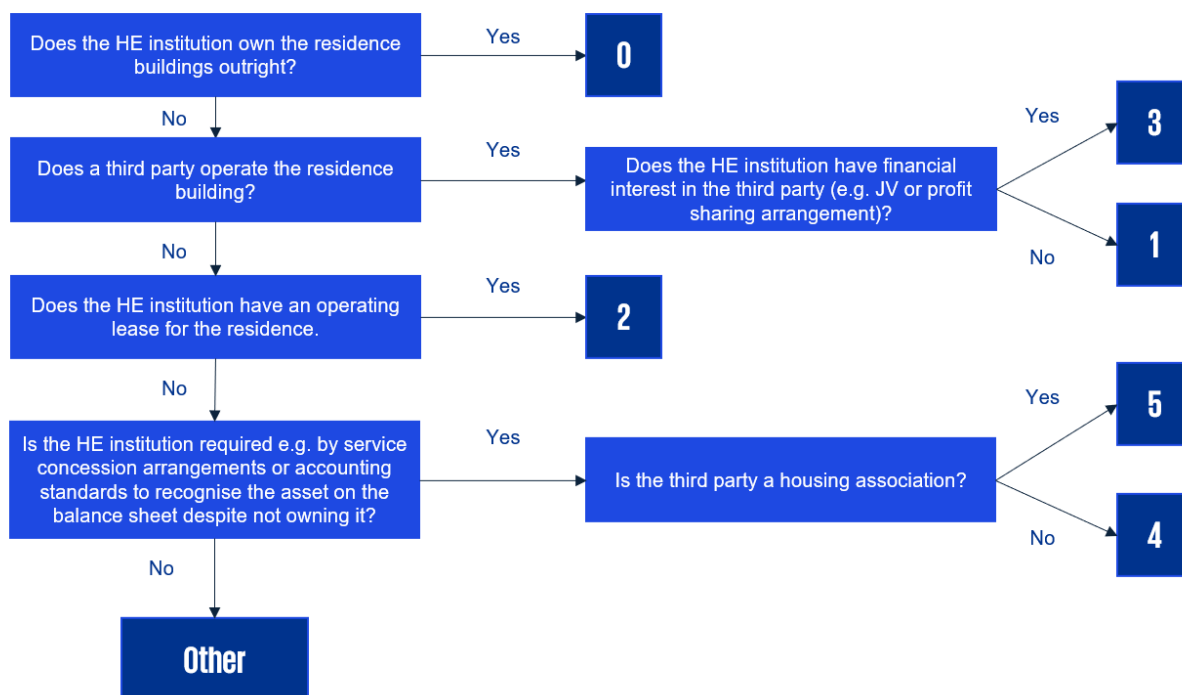 Does the HE institution own the residence
buildings outright?
Yes
0
No
Does a third party operate the residence
building?
Yes
Does the HE institution have financial
interest in the third party (e.g. JV or profit
sharing arrangement)?
Yes
3
No
1
No
Does the HE institution have an operating
lease for the residence.
Yes
2
No
Is the HE institution required e.g. by service
concession arrangements or accounting
standards to recognise the asset on the
balance sheet despite not owning it?
Yes
Is the third party a housing association?
Yes
5
No
4
No
Other